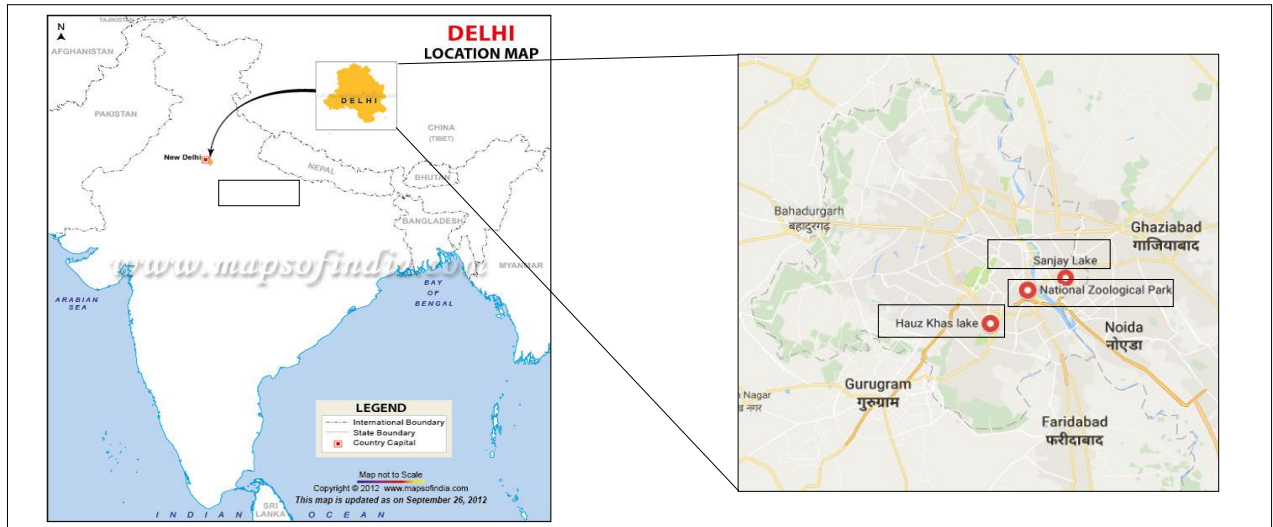 N
TAJIKISTAN
AFGHANISTAN
DELHI
LOCATION MAP
DELHI
PAKISTAN
CHINA
(TIBET)
New Delhi
NEPAL
BHUTAN
BANGLADESH
www.mapsofindia.com
MYANMAR
ARABIAN
SEA
BAY
OF
BENGAL
LEGEND
International Boundary
State Boundary
Country Capital
Map not to Scale
Copyright © 2012 www.mapsofindia.com
This map is updated as on September 26, 2012
SRI
LANKA
INDIAN OCEAN
Bahadurgarh
बहादुरगढ़
Ghaziabad
गाज़ियाबाद
Sanjay Lake
National Zoological Park
Hauz Khas lake
Noida
नोएडा
Gurugram
गुरुग्राम
Nagar
नगर
Faridabad
फरीदाबाद